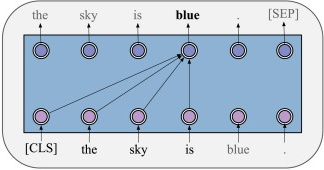 the sky is blue . [SEP]
[CLS] the sky is blue .